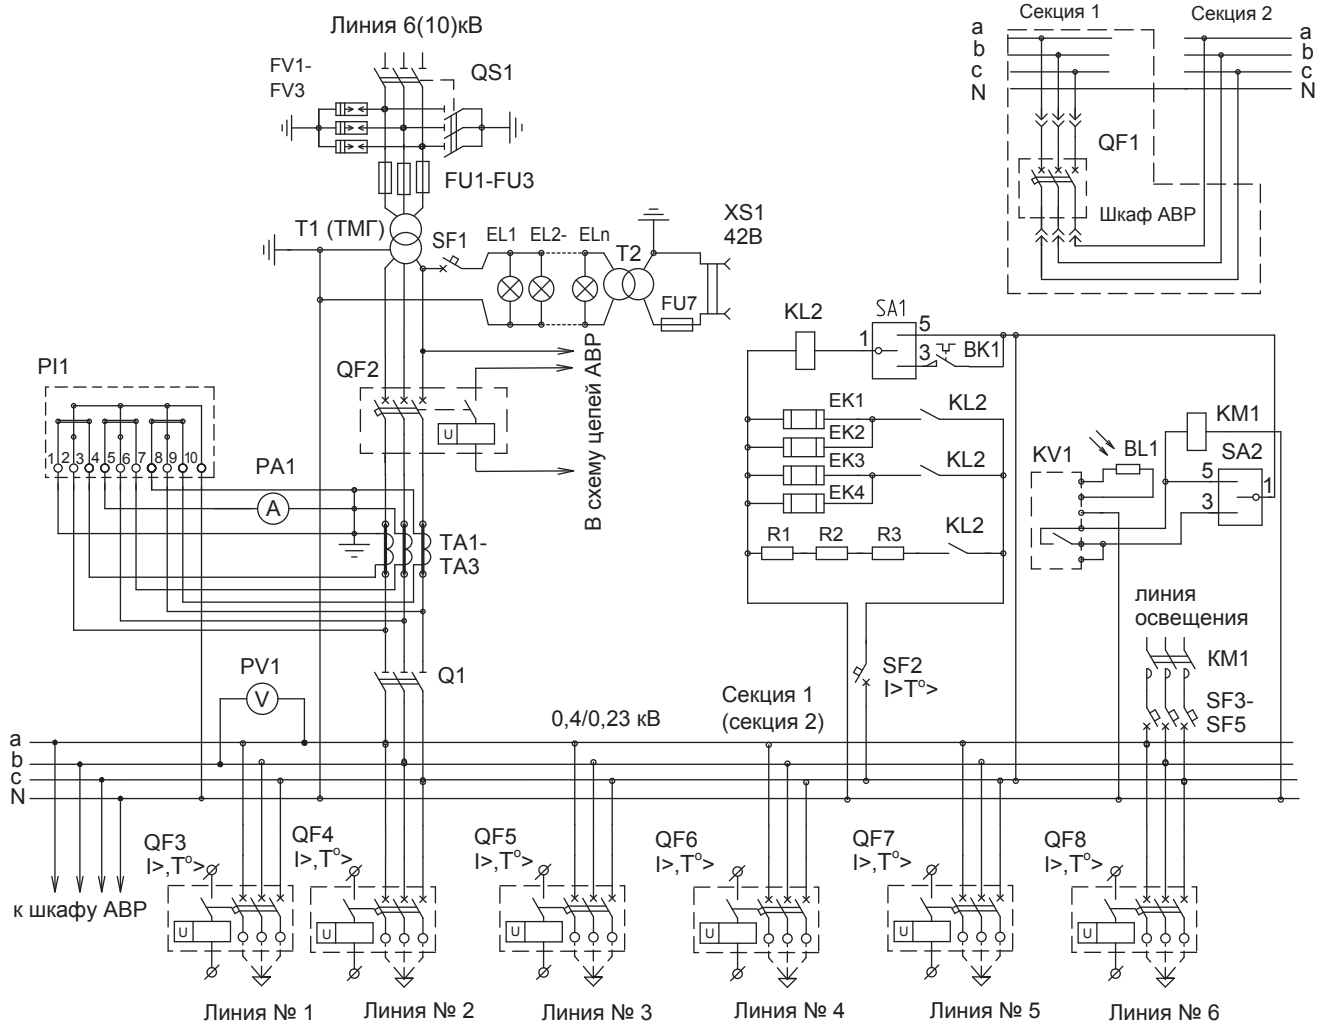 Линия 6(10)кВ
FV1-
FV3
QS1
FU1-FU3
T1 (ТМГ)
SF1
EL1
EL2-
ELn
T2
XS1
42В
FU7
В схему цепей АВР
QF2
U
PI1
1
2
3
4
5
6
7
8
9
10
PA1
A
TA1-
TA3
PV1
V
Q1
Секция 1
Секция 2
a
b
c
N
a
b
c
N
QF1
Шкаф АВР
KL2
SA1
1
5
3
BK1
EK1
EK2
EK3
EK4
KL2
KL2
R1
R2
R3
KL2
KM1
BL1
KV1
SA2
5
3
1
линия
освещения
КМ1
SF3-
SF5
SF2
I>T°>
Секция 1
(секция 2)
0,4/0,23 кВ
a
b
c
N
к шкафу АВР
QF3
I>,T°>
U
Линия № 1
QF4
I>,T°>
U
Линия № 2
QF5
I>,T°>
U
Линия № 3
QF6
I>,T°>
U
Линия № 4
QF7
I>,T°>
U
Линия № 5
QF8
I>,T°>
U
Линия № 6